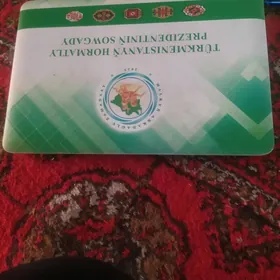 TÜRKMENISTANYŇ HORMATLY
PREZIDENTINIŇ SOWGADY